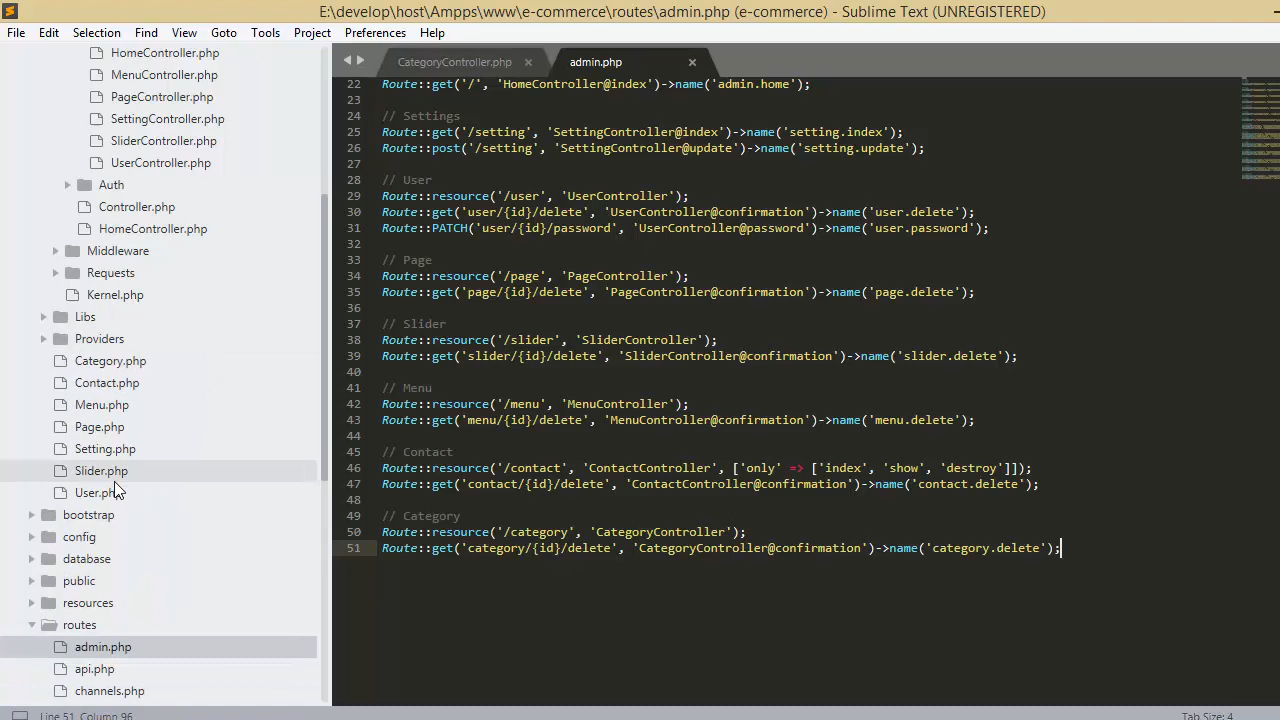 E:\develop\host\Ampps\www\e-commerce\routes\admin.php (e-commerce) - Sublime Text (UNREGISTERED)
File Edit Selection Find View Goto Tools Project Preferences Help
HomeController.php
MenuController.php
PageController.php
SettingController.php
SliderController.php
UserController.php
Auth
Controller.php
HomeController.php
Middleware
Requests
Kernel.php
Libs
Providers
Category.php
Contact.php
Menu.php
Page.php
Setting.php
Slider.php
User.php
bootstrap
config
database
public
resources
routes
admin.php
api.php
channels.php
CategoryController.php × admin.php ×
22 Route::get('/', 'HomeController@index')->name('admin.home');
23
24 // Settings
25 Route::get('/setting', 'SettingController@index')->name('setting.index');
26 Route::post('/setting', 'SettingController@update')->name('setting.update');
27
28 // User
29 Route::resource('/user', 'UserController');
30 Route::get('user/{id}/delete', 'UserController@confirmation')->name('user.delete');
31 Route::PATCH('user/{id}/password', 'UserController@password')->name('user.password');
32
33 // Page
34 Route::resource('/page', 'PageController');
35 Route::get('page/{id}/delete', 'PageController@confirmation')->name('page.delete');
36
37 // Slider
38 Route::resource('/slider', 'SliderController');
39 Route::get('slider/{id}/delete', 'SliderController@confirmation')->name('slider.delete');
40
41 // Menu
42 Route::resource('/menu', 'MenuController');
43 Route::get('menu/{id}/delete', 'MenuController@confirmation')->name('menu.delete');
44
45 // Contact
46 Route::resource('/contact', 'ContactController', ['only' => ['index', 'show', 'destroy']]);
47 Route::get('contact/{id}/delete', 'ContactController@confirmation')->name('contact.delete');
48
49 // Category
50 Route::resource('/category', 'CategoryController');
51 Route::get('category/{id}/delete', 'CategoryController@confirmation')->name('category.delete');
Line 51, Column 96 Tab Size: 4